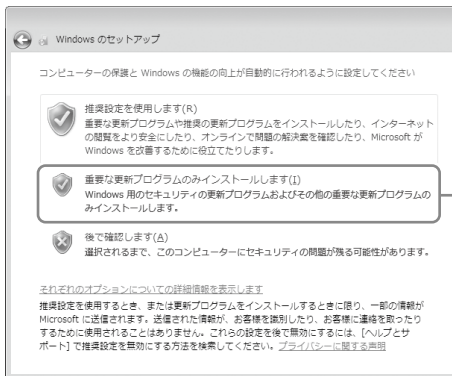 Windows のセットアップ
コンピューターの保護と Windows の機能の向上が自動的に行われるように設定してください
推奨設定を使用します(R)
重要な更新プログラムや推奨の更新プログラムをインストールしたり、インターネット
の閲覧をより安全にしたり、オンラインで問題の解決策を確認したり、Microsoft が
Windows を改善するために役立てたりします。
重要な更新プログラムのみインストールします(I)
Windows 用のセキュリティの更新プログラムおよびその他の重要な更新プログラムの
みインストールします。
後で確認します(A)
選択されるまで、このコンピューターにセキュリティの問題が残る可能性があります。
それぞれのオプションについての詳細情報を表示します
推奨設定を使用するとき、または更新プログラムをインストールするときに限り、一部の情報が
Microsoft に送信されます。送信された情報が、お客様を識別したり、お客様に連絡を取ったり
するために使用されることはありません。これらの設定を後で無効にするには、[ヘルプとサ
ポート] で推奨設定を無効にする方法を検索してください。プライバシーに関する声明